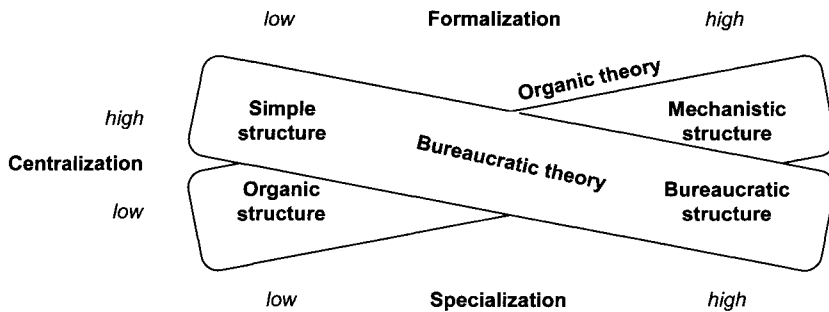 low Formalization high
Organic theory
Simple structure
Mechanistic structure
high
Bureaucratic theory
Centralization
Organic structure
Bureaucratic structure
low
low Specialization high